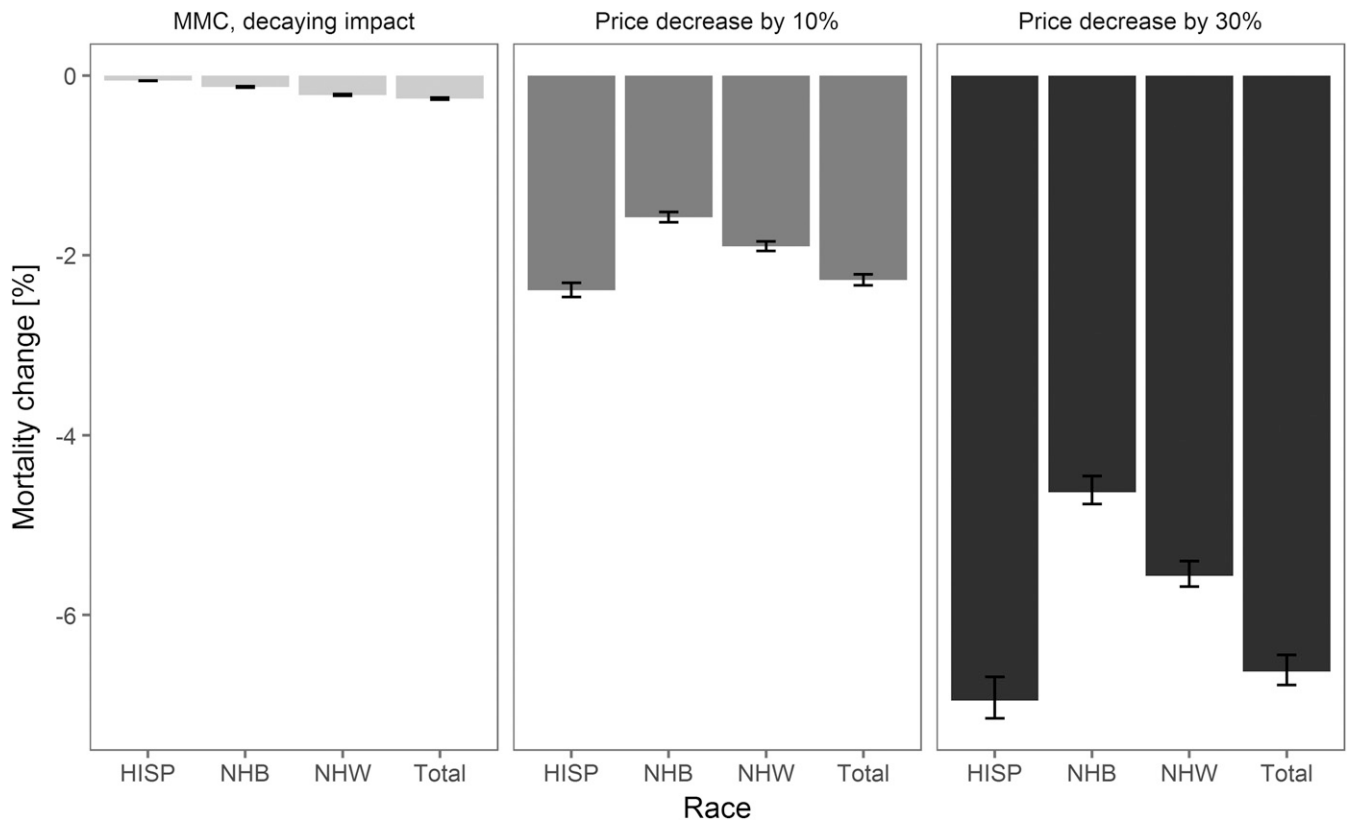 MMC, decaying impact
Price decrease by 10%
Price decrease by 30%
Mortality change [%]
0
-2
-4
-6
HISP NHB NHW Total
HISP NHB NHW Total
HISP NHB NHW Total
Race